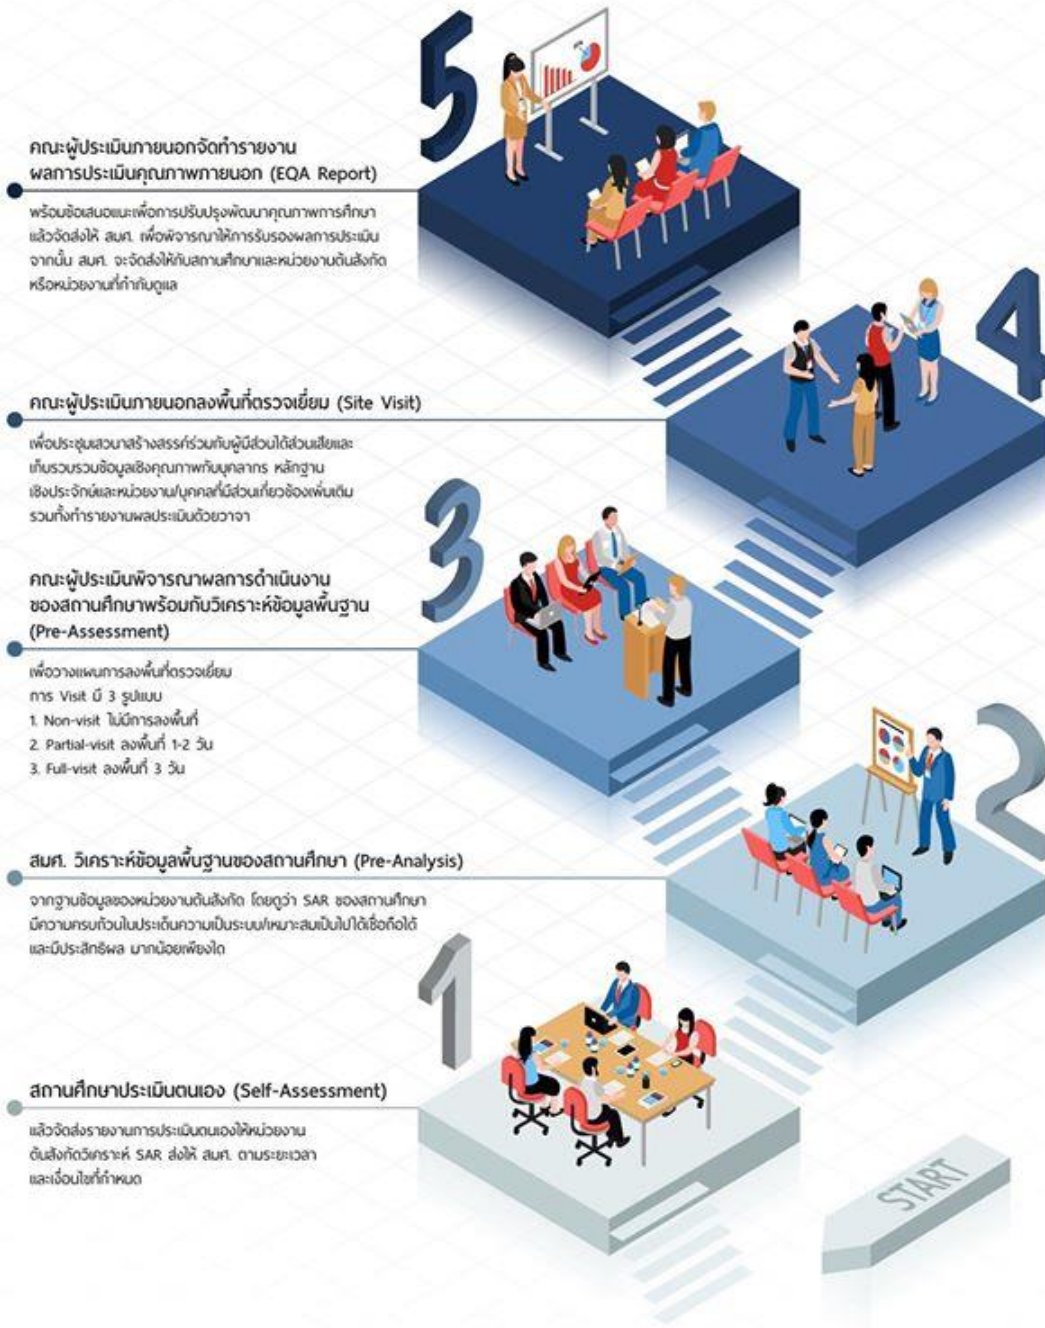 5
คณะผู้ประเมินภายนอกจัดทำรายงาน
ผลการประเมินคุณภาพภายนอก (EQA Report)
พร้อมข้อเสนอแนะเพื่อการปรับปรุงพัฒนาคุณภาพการศึกษา
แล้วจัดส่งให้ สมศ. เพื่อพิจารณาให้การรับรองผลการประเมิน
จากนั้น สมศ. จะจัดส่งให้กับสถานศึกษาและหน่วยงานต้นสังกัด
หรือหน่วยงานที่กำกับดูแล
4
คณะผู้ประเมินภายนอกลงพื้นที่ตรวจเยี่ยม (Site Visit)
เพื่อประชุมเสวนาสร้างสรรค์ร่วมกับผู้มีส่วนได้ส่วนเสียและ
เก็บรวบรวมข้อมูลเชิงคุณภาพกับบุคลากร หลักฐาน
เชิงประจักษ์และหน่วยงาน/บุคคลที่มีส่วนเกี่ยวข้องเพิ่มเติม
รวมทั้งทำรายงานผลประเมินด้วยวาจา
3
คณะผู้ประเมินพิจารณาผลการดำเนินงาน
ของสถานศึกษาพร้อมกับวิเคราะห์ข้อมูลพื้นฐาน
(Pre-Assessment)
เพื่อวางแผนการลงพื้นที่ตรวจเยี่ยม
การ Visit มี 3 รูปแบบ
1. Non-visit ไม่มีการลงพื้นที่
2. Partial-visit ลงพื้นที่ 1-2 วัน
3. Full-visit ลงพื้นที่ 3 วัน
2
สมศ. วิเคราะห์ข้อมูลพื้นฐานของสถานศึกษา (Pre-Analysis)
จากฐานข้อมูลของหน่วยงานต้นสังกัด โดยดูว่า SAR ของสถานศึกษา
มีความครบถ้วนในประเด็นความเป็นระบบ/เหมาะสมเป็นไปได้เชื่อถือได้
และมีประสิทธิผล มากน้อยเพียงใด
1
สถานศึกษาประเมินตนเอง (Self-Assessment)
แล้วจัดส่งรายงานการประเมินตนเองให้หน่วยงาน
ต้นสังกัดวิเคราะห์ SAR ส่งให้ สมศ. ตามระยะเวลา
และเงื่อนไขที่กำหนด
START